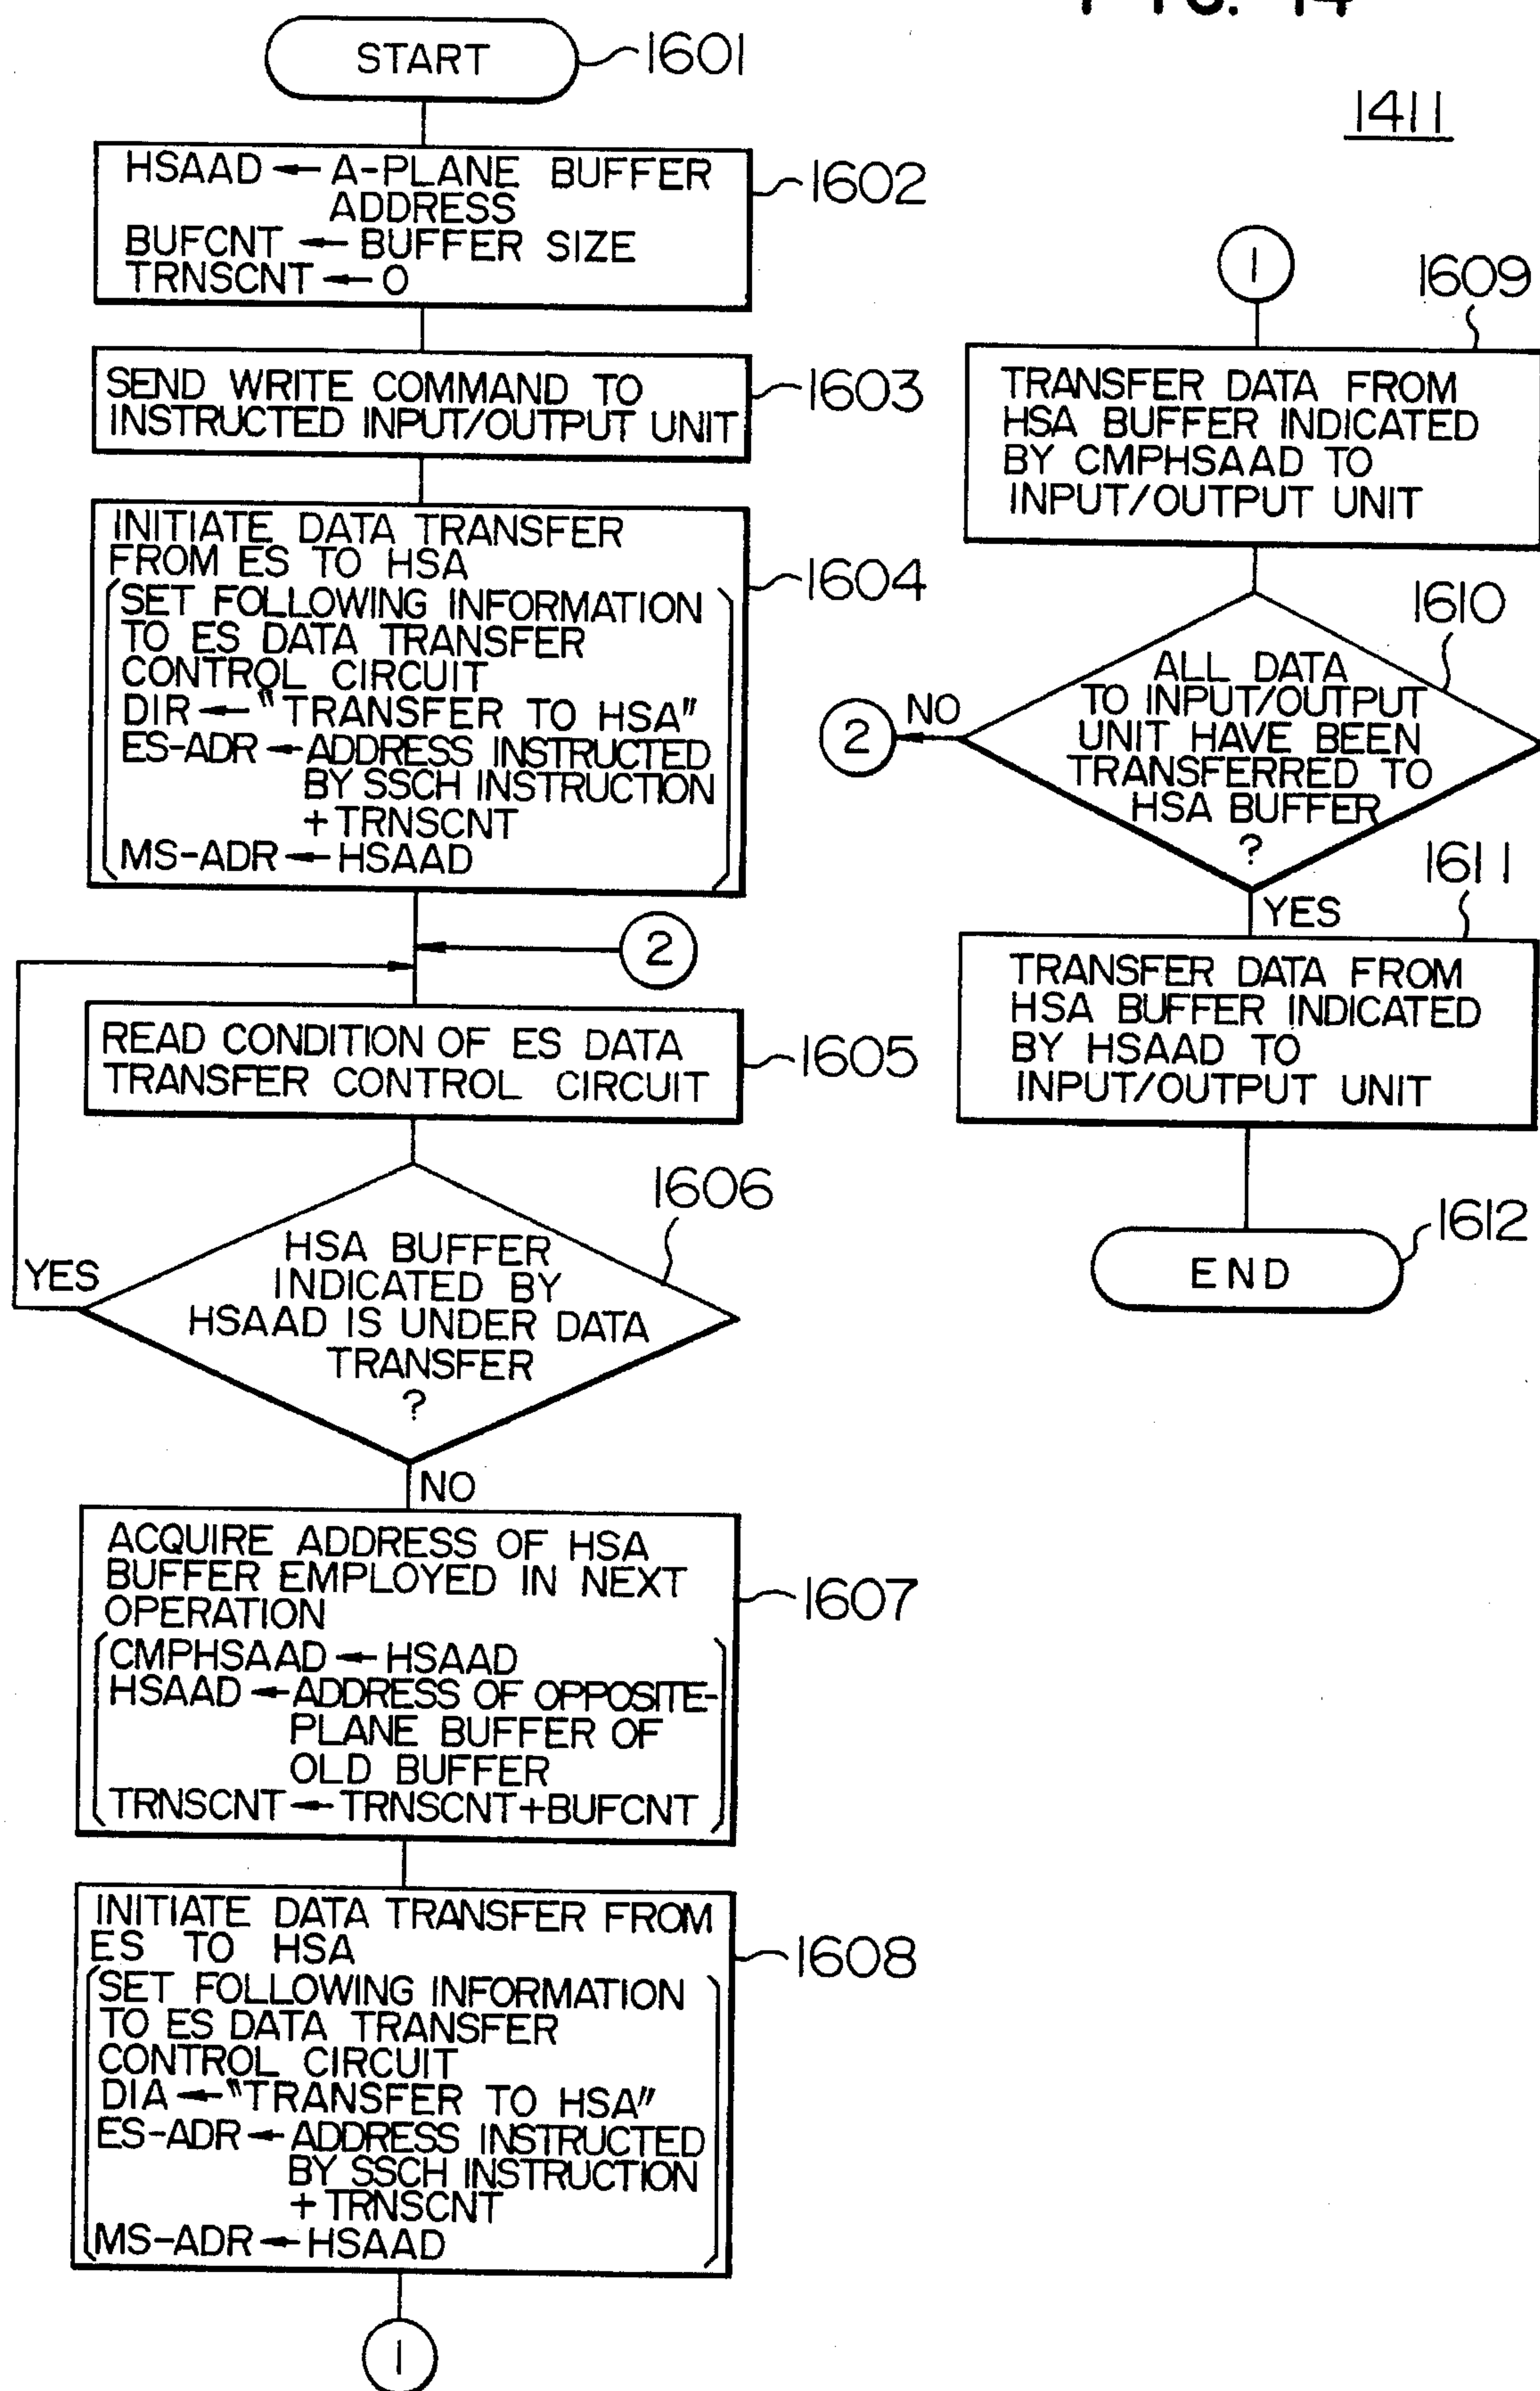 FIG. 14
1411
START
1601
HSAAD ← A-PLANE BUFFER
ADDRESS
BUFCNT ← BUFFER SIZE
TRNSCNT ← 0
1602
SEND WRITE COMMAND TO
INSTRUCTED INPUT/OUTPUT UNIT
1603
INITIATE DATA TRANSFER
FROM ES TO HSA
SET FOLLOWING INFORMATION
TO ES DATA TRANSFER
CONTROL CIRCUIT
DIR ← "TRANSFER TO HSA"
ES-ADR ← ADDRESS INSTRUCTED
BY SSCH INSTRUCTION
+TRNSCNT
MS-ADR ← HSAAD
1604
2
READ CONDITION OF ES DATA
TRANSFER CONTROL CIRCUIT
1605
1606
HSA BUFFER
INDICATED BY
HSAAD IS UNDER DATA
TRANSFER
?
YES
NO
ACQUIRE ADDRESS OF HSA
BUFFER EMPLOYED IN NEXT
OPERATION
CMPHSAAD ← HSAAD
HSAAD ← ADDRESS OF OPPOSITE-
PLANE BUFFER OF
OLD BUFFER
TRNSCNT ← TRNSCNT+BUFCNT
1607
INITIATE DATA TRANSFER FROM
ES TO HSA
SET FOLLOWING INFORMATION
TO ES DATA TRANSFER
CONTROL CIRCUIT
DIA ← "TRANSFER TO HSA"
ES-ADR ← ADDRESS INSTRUCTED
BY SSCH INSTRUCTION
+TRNSCNT
MS-ADR ← HSAAD
1608
1
1
1609
TRANSFER DATA FROM
HSA BUFFER INDICATED
BY CMPHSAAD TO
INPUT/OUTPUT UNIT
1610
ALL DATA
TO INPUT/OUTPUT
UNIT HAVE BEEN
TRANSFERRED TO
HSA BUFFER
?
NO
2
YES
1611
TRANSFER DATA FROM
HSA BUFFER INDICATED
BY HSAAD TO
INPUT/OUTPUT UNIT
END
1612